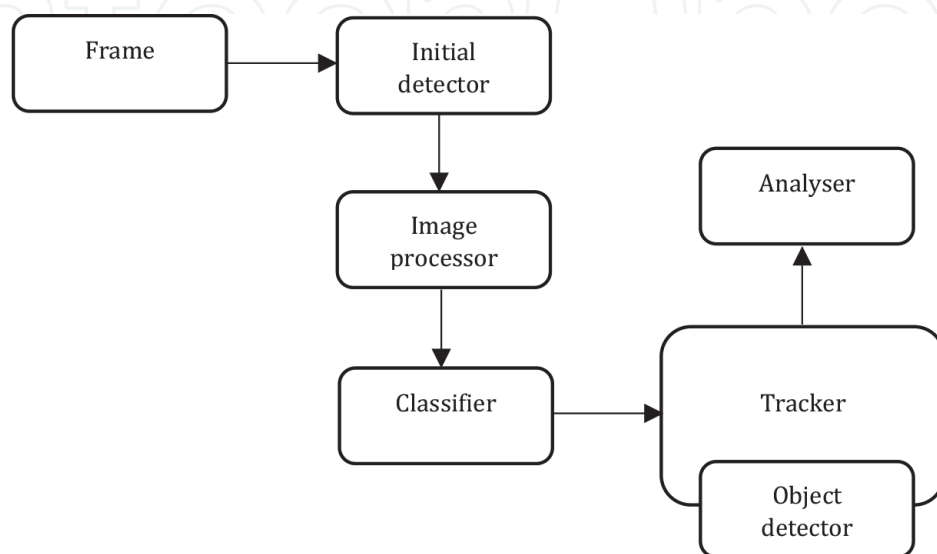 Frame
Initial
detector
Image
processor
Classifier
Tracker
Object
detector
Analyser